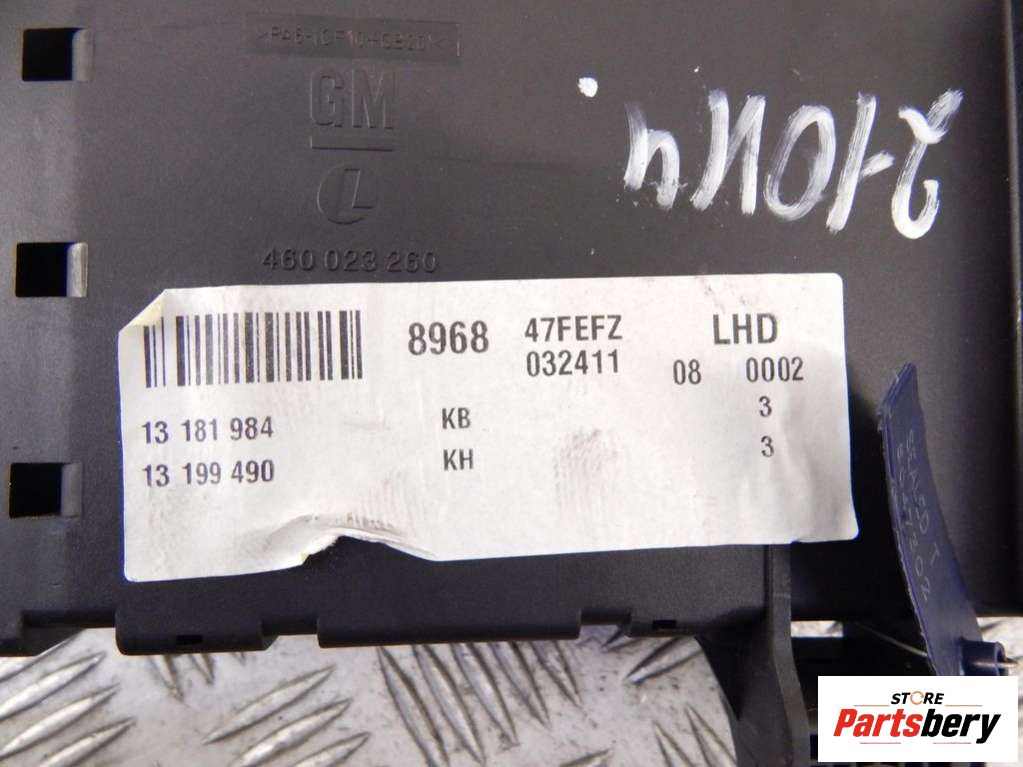 GM
L
460 023 260
8968
47FEFZ
032411
LHD
08 0002
13 181 984 KB 3
13 199 490 KH 3
STORE
Partsbery